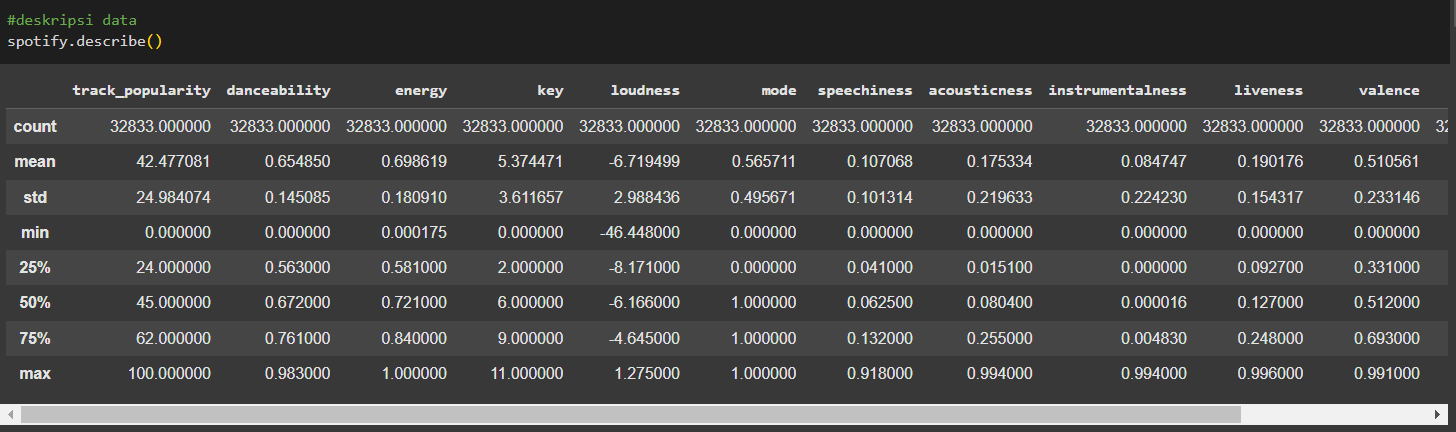 #deskripsi data
spotify.describe()
track_popularity danceability energy key loudness mode speechiness acousticness instrumentalness liveness valence
count 32833.000000 32833.000000 32833.000000 32833.000000 32833.000000 32833.000000 32833.000000 32833.000000 32833.000000 32833.000000 32833.000000 32
mean 42.477081 0.654850 0.698619 5.374471 -6.719499 0.565711 0.107068 0.175334 0.084747 0.190176 0.510561
std 24.984074 0.145085 0.180910 3.611657 2.988436 0.495671 0.101314 0.219633 0.224230 0.154317 0.233146
min 0.000000 0.000000 0.000175 0.000000 -46.448000 0.000000 0.000000 0.000000 0.000000 0.000000 0.000000
25% 24.000000 0.563000 0.581000 2.000000 -8.171000 0.000000 0.041000 0.015100 0.000000 0.092700 0.331000
50% 45.000000 0.672000 0.721000 6.000000 -6.166000 1.000000 0.062500 0.080400 0.000016 0.127000 0.512000
75% 62.000000 0.761000 0.840000 9.000000 -4.645000 1.000000 0.132000 0.255000 0.004830 0.248000 0.693000
max 100.000000 0.983000 1.000000 11.000000 1.275000 1.000000 0.918000 0.994000 0.994000 0.996000 0.991000